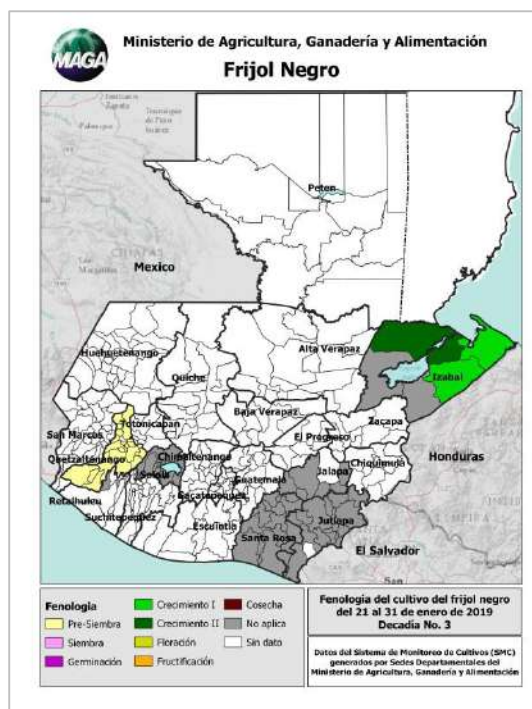 MAGA
Ministerio de Agricultura, Ganadería y Alimentación
Frijol Negro
Peten
Mexico
Huehuetenango
Quiche
Alta Verapaz
Izabal
San Marcos
Totonicapan
Baja Verapaz
Zacapa
El Progreso
Quetzaltenango
Chimaltenango
Honduras
Solola
Guatemala
Jalapa
Chiquimula
Retalhuleu
Sacatepequez
Suchitepequez
Escuintla
Santa Rosa
Jutiapa
El Salvador
San
Fenología
Pre-Siembra
Siembra
Germinación
Crecimiento I
Crecimiento II
Floración
Fructificación
Cosecha
No aplica
Sin dato
Fenología del cultivo del frijol negro
del 21 al 31 de enero de 2019
Decadía No. 3
Datos del Sistema de Monitoreo de Cultivos (SMC)
generados por Sedes Departamentales del
Ministerio de Agricultura, Ganadería y Alimentación